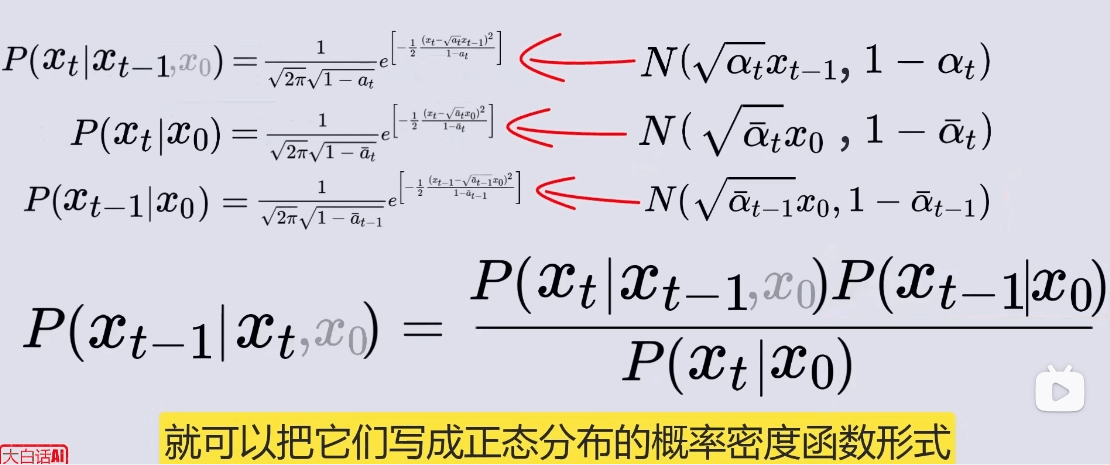 P(x_t|x_{t-1},x_0) = \frac{1}{\sqrt{2\pi}\sqrt{1-a_t}} e^{\left[-\frac{1}{2}\frac{(x_t-\sqrt{a_t}x_{t-1})^2}{1-a_t}\right]} N(\sqrt{\alpha_t}x_{t-1}, 1-\alpha_t)
P(x_t|x_0) = \frac{1}{\sqrt{2\pi}\sqrt{1-\bar{a}_t}} e^{\left[-\frac{1}{2}\frac{(x_t-\sqrt{\bar{a}_t}x_0)^2}{1-\bar{a}_t}\right]} N(\sqrt{\bar{\alpha}_t}x_0, 1-\bar{\alpha}_t)
P(x_{t-1}|x_0) = \frac{1}{\sqrt{2\pi}\sqrt{1-\bar{a}_{t-1}}} e^{\left[-\frac{1}{2}\frac{(x_{t-1}-\sqrt{\bar{a}_{t-1}}x_0)^2}{1-\bar{a}_{t-1}}\right]} N(\sqrt{\bar{\alpha}_{t-1}}x_0, 1-\bar{\alpha}_{t-1})
P(x_{t-1}|x_t,x_0) = \frac{P(x_t|x_{t-1},x_0)P(x_{t-1}|x_0)}{P(x_t|x_0)}
就可以把它们写成正态分布的概率密度函数形式
大白话AI